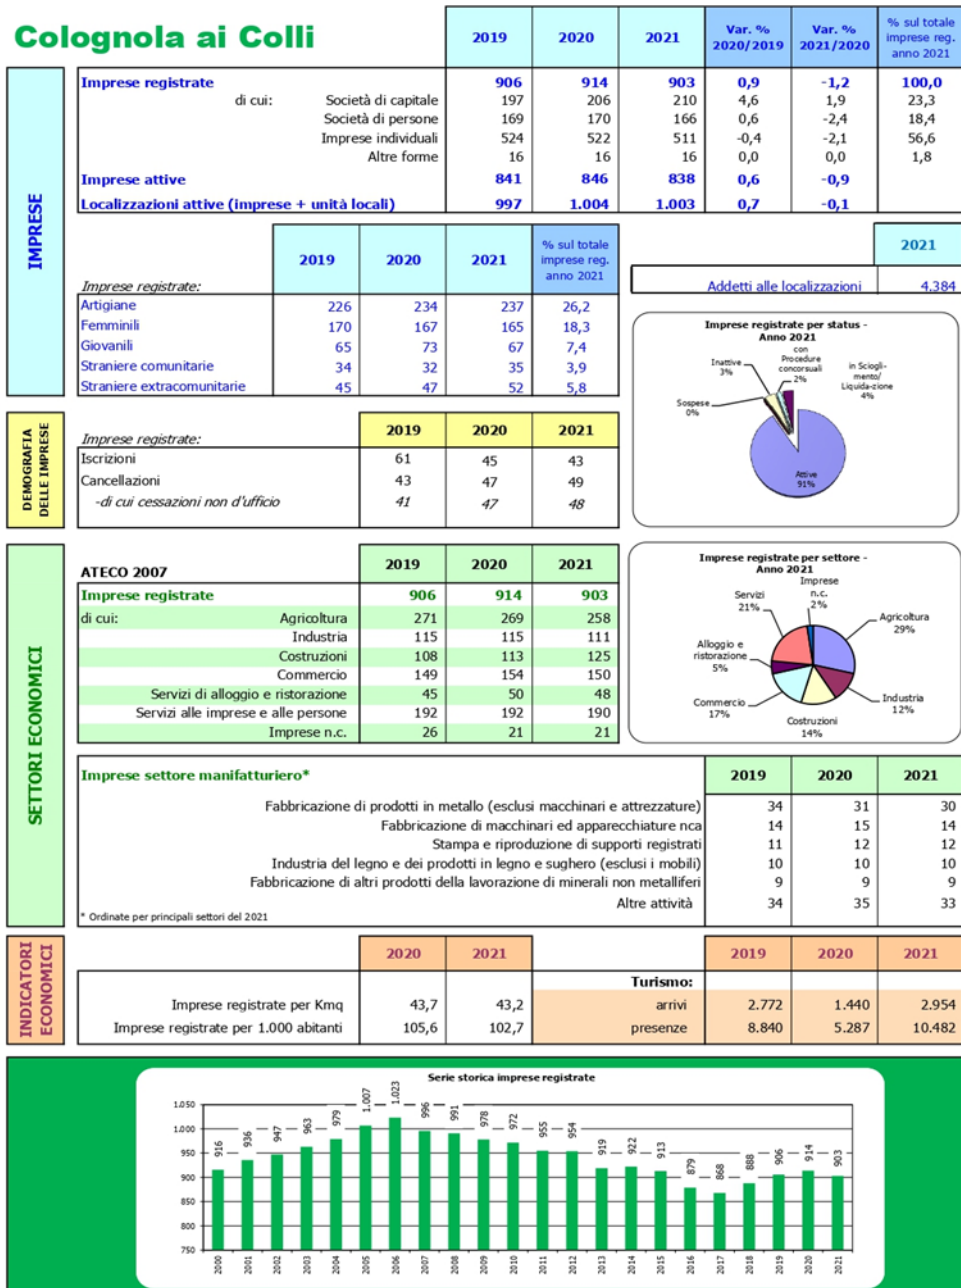 Colognola ai Colli
2019 2020 2021 Var. % 2020/2019 Var. % 2021/2020 % sul totale imprese reg. anno 2021
IMPRESE
Imprese registrate 906 914 903 0,9 -1,2 100,0
di cui: Società di capitale 197 206 210 4,6 1,9 23,3
Società di persone 169 170 166 0,6 -2,4 18,4
Imprese individuali 524 522 511 -0,4 -2,1 56,6
Altre forme 16 16 16 0,0 0,0 1,8
Imprese attive 841 846 838 0,6 -0,9
Localizzazioni attive (imprese + unità locali) 997 1.004 1.003 0,7 -0,1
Imprese registrate: 2019 2020 2021 % sul totale imprese reg. anno 2021
Artigiane 226 234 237 26,2
Femminili 170 167 165 18,3
Giovanili 65 73 67 7,4
Straniere comunitarie 34 32 35 3,9
Straniere extracomunitarie 45 47 52 5,8
2021
Addetti alle localizzazioni 4.384
Imprese registrate per status -
Anno 2021
Inattive
3%
con
Procedure
concorsuali
2%
in Sciogli-
mento/
Liquida-zione
4%
Sospese
0%
Attive
91%
DEMOGRAFIA
DELLE IMPRESE
Imprese registrate: 2019 2020 2021
Iscrizioni 61 45 43
Cancellazioni 43 47 49
-di cui cessazioni non d'ufficio 41 47 48
SETTORI ECONOMICI
ATECO 2007 2019 2020 2021
Imprese registrate 906 914 903
di cui: Agricoltura 271 269 258
Industria 115 115 111
Costruzioni 108 113 125
Commercio 149 154 150
Servizi di alloggio e ristorazione 45 50 48
Servizi alle imprese e alle persone 192 192 190
Imprese n.c. 26 21 21
Imprese registrate per settore -
Anno 2021
Imprese
n.c.
2%
Servizi
21%
Agricoltura
29%
Alloggio e
ristorazione
5%
Commercio
17%
Industria
12%
Costruzioni
14%
Imprese settore manifatturiero* 2019 2020 2021
Fabbricazione di prodotti in metallo (esclusi macchinari e attrezzature) 34 31 30
Fabbricazione di macchinari ed apparecchiature nca 14 15 14
Stampa e riproduzione di supporti registrati 11 12 12
Industria del legno e dei prodotti in legno e sughero (esclusi i mobili) 10 10 10
Fabbricazione di altri prodotti della lavorazione di minerali non metalliferi 9 9 9
Altre attività 34 35 33
* Ordinate per principali settori del 2021
INDICATORI
ECONOMICI
2020 2021 2019 2020 2021
Turismo:
Imprese registrate per Kmq 43,7 43,2 arrivi 2.772 1.440 2.954
Imprese registrate per 1.000 abitanti 105,6 102,7 presenze 8.840 5.287 10.482
Serie storica imprese registrate
1.050
1.000
950
900
850
800
750
916 936 947 963 979 1.007 1.023 996 991 978 972 955 954 919 922 913 879 868 888 906 914 903
2000 2001 2002 2003 2004 2005 2006 2007 2008 2009 2010 2011 2012 2013 2014 2015 2016 2017 2018 2019 2020 2021